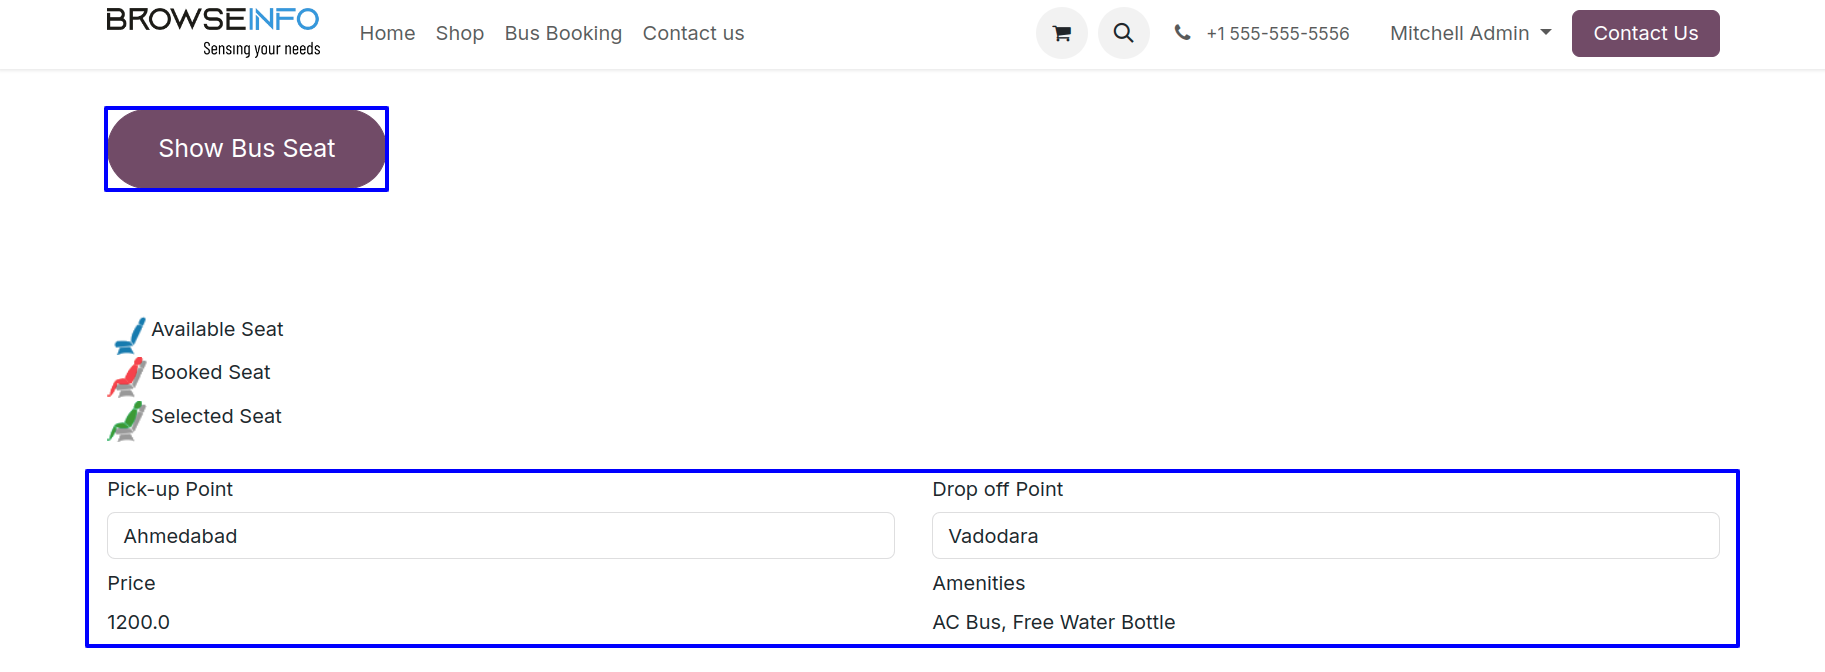 BROWSEINFO
Sensing your needs
Home Shop Bus Booking Contact us
+1 555-555-5556
Mitchell Admin
Contact Us
Show Bus Seat
Available Seat
Booked Seat
Selected Seat
Pick-up Point Drop off Point
Ahmedabad Vadodara
Price Amenities
1200.0 AC Bus, Free Water Bottle